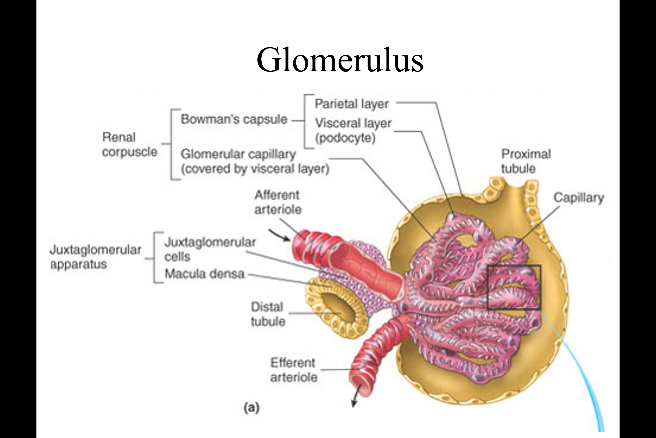 Glomerulus
Parietal layer
Bowman's capsule
Visceral layer
(podocyte)
Renal
corpuscle
Glomerular capillary
(covered by visceral layer)
Proximal
tubule
Capillary
Afferent
arteriole
Juxtaglomerular
apparatus
Juxtaglomerular
cells
Macula densa
Distal
tubule
Efferent
arteriole
(a)